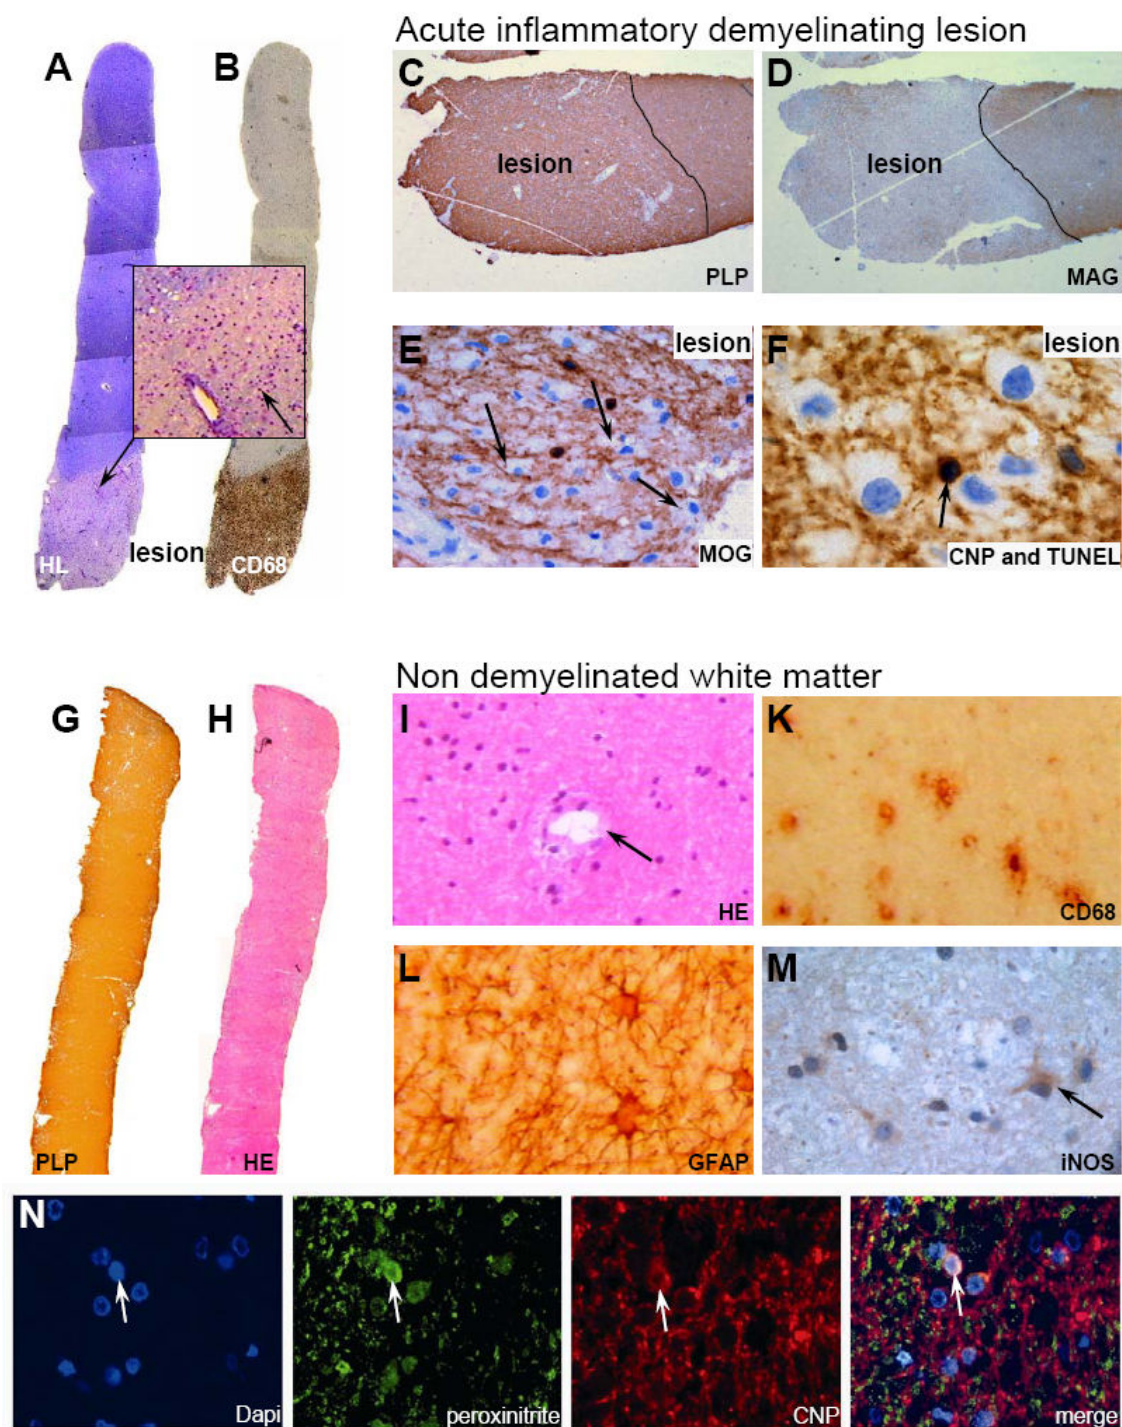 Acute inflammatory demyelinating lesion
A
B
C
D
lesion
lesion
PLP
MAG
E
lesion
F
lesion
MOG
CNP and TUNEL
HL
lesion
CD68
Non demyelinated white matter
G
H
I
K
HE
CD68
L
M
PLP
HE
GFAP
iNOS
N
Dapi
peroxinitrite
CNP
merge